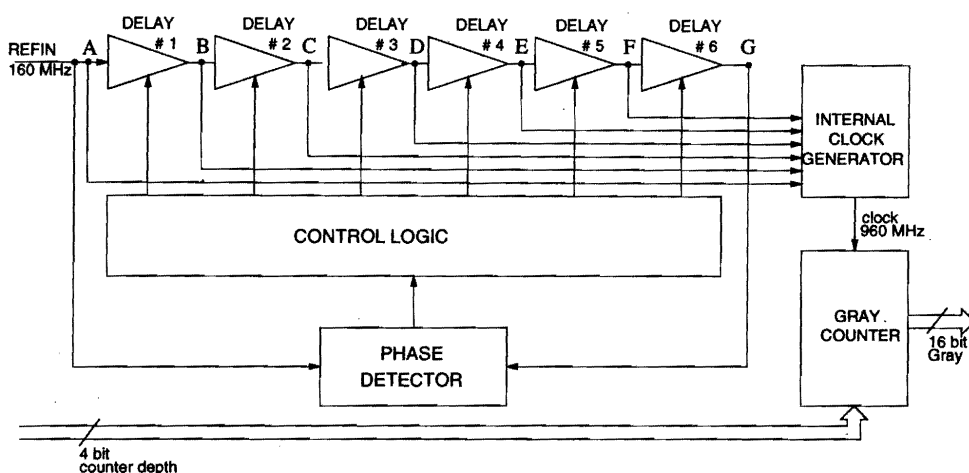 DELAY DELAY DELAY DELAY DELAY DELAY
REFIN A # 1 B # 2 C # 3 D # 4 E # 5 F # 6 G
160 MHz
INTERNAL
CLOCK
GENERATOR
CONTROL LOGIC
clock
960 MHz
PHASE
DETECTOR
GRAY
COUNTER
16 bit
Gray
4 bit
counter depth